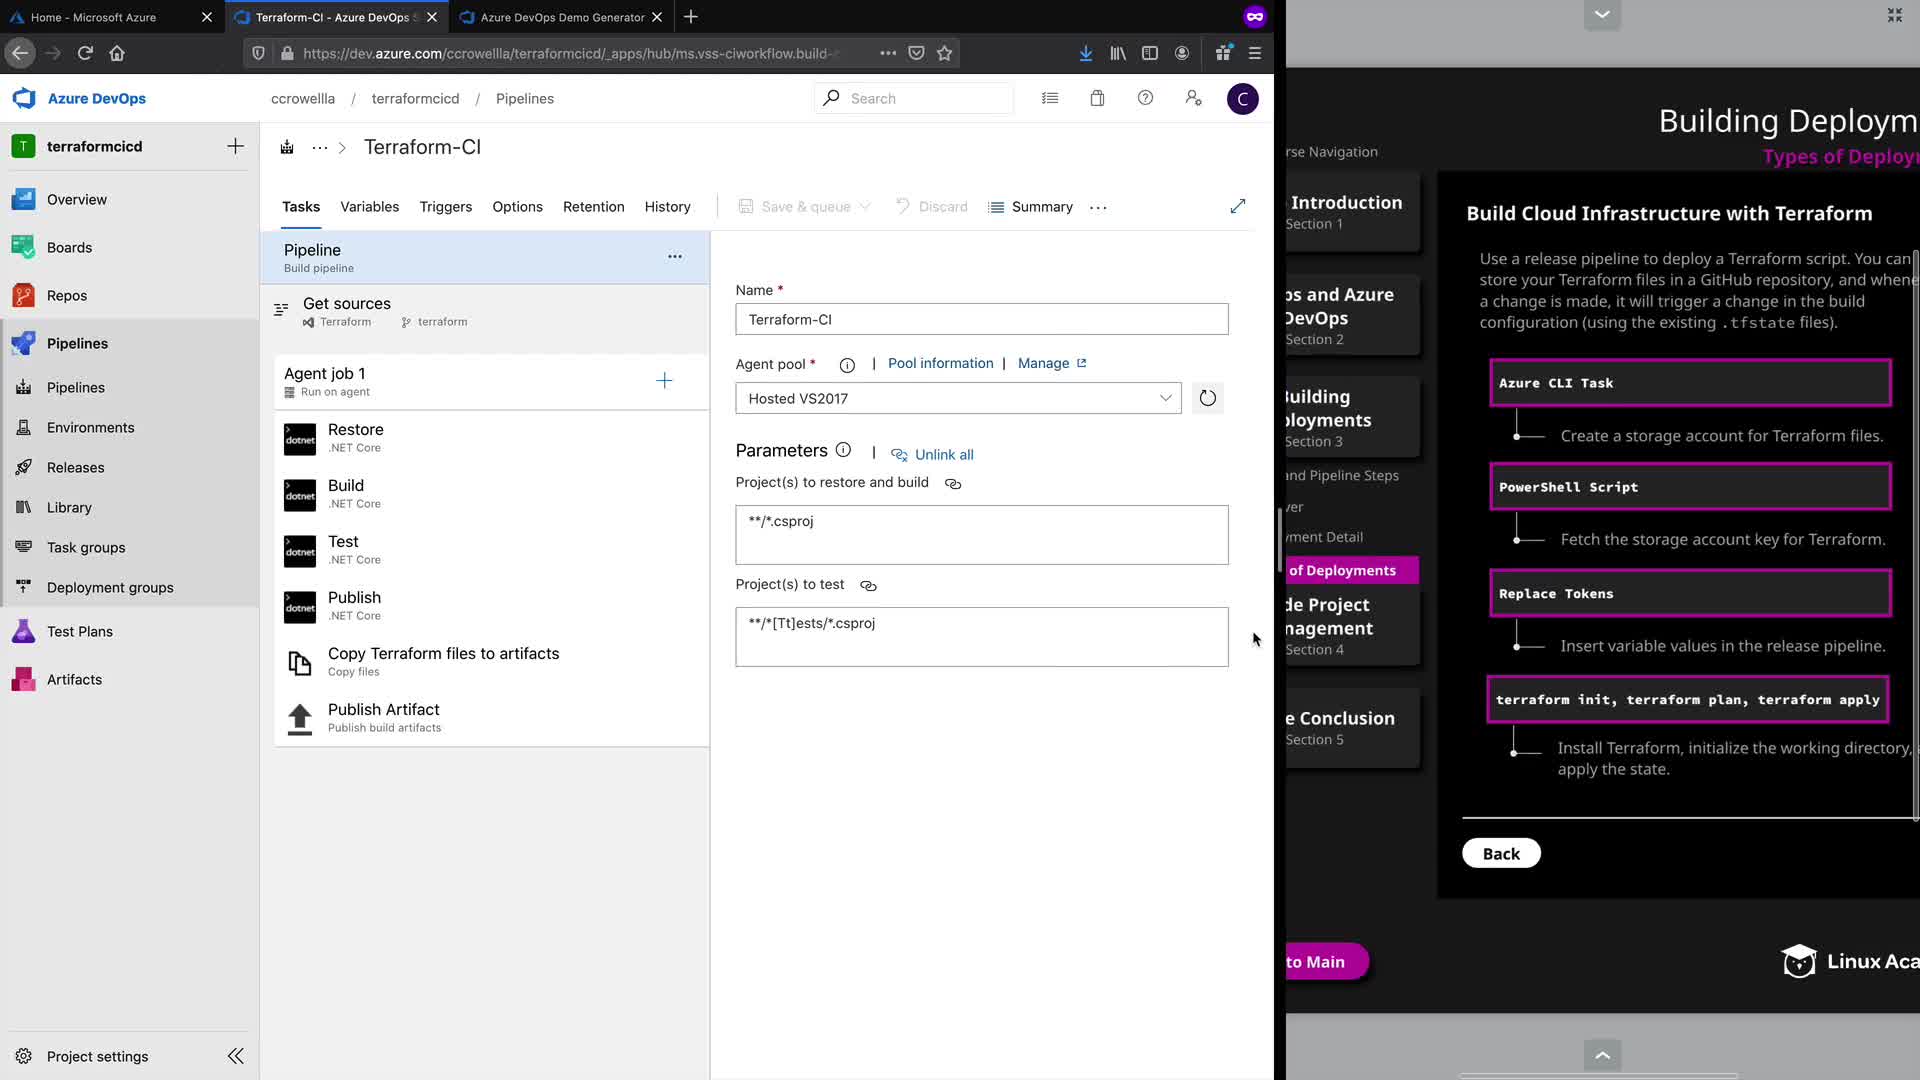 Home - Microsoft Azure
Terraform-CI - Azure DevOps S
Azure DevOps Demo Generator
https://dev.azure.com/ccrowellla/terraformcicd/_apps/hub/ms.vss-ciworkflow.build-
Azure DevOps
ccrowellla / terraformcicd / Pipelines
Search
C
T
terraformcicd
Overview
Boards
Repos
Pipelines
Pipelines
Environments
Releases
Library
Task groups
Deployment groups
Test Plans
Artifacts
Project settings
Terraform-CI
Tasks
Variables
Triggers
Options
Retention
History
Save & queue
Discard
Summary
Pipeline
Build pipeline
Get sources
Terraform
terraform
Agent job 1
Run on agent
dotnet
Restore
.NET Core
dotnet
Build
.NET Core
dotnet
Test
.NET Core
dotnet
Publish
.NET Core
Copy Terraform files to artifacts
Copy files
Publish Artifact
Publish build artifacts
Name *
Terraform-CI
Agent pool * | Pool information | Manage
Hosted VS2017
Parameters | Unlink all
Project(s) to restore and build
**/*.csproj
Project(s) to test
**/*[Tt]ests/*.csproj
Building Deploym
Types of Deploy
rse Navigation
Introduction
Section 1
ps and Azure
DevOps
Section 2
Building
ployments
Section 3
and Pipeline Steps
ver
yment Detail
of Deployments
de Project
nagement
Section 4
e Conclusion
Section 5
to Main
Build Cloud Infrastructure with Terraform
Use a release pipeline to deploy a Terraform script. You can
store your Terraform files in a GitHub repository, and whene
a change is made, it will trigger a change in the build
configuration (using the existing .tfstate files).
Azure CLI Task
Create a storage account for Terraform files.
PowerShell Script
Fetch the storage account key for Terraform.
Replace Tokens
Insert variable values in the release pipeline.
terraform init, terraform plan, terraform apply
Install Terraform, initialize the working directory,
apply the state.
Back
Linux Aca